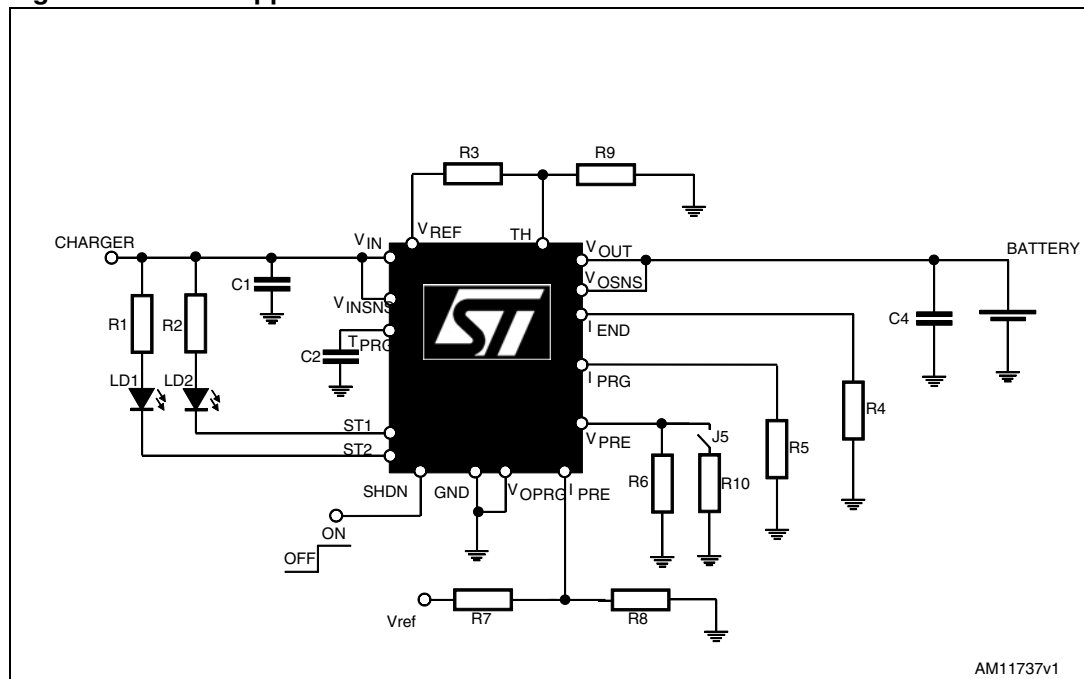 R3
R9
CHARGER
VIN
VREF
TH
VOUT
BATTERY
VOSNS
C1
VINSNS
IEND
C4
R1
R2
C2
TPRG
ST
IPRG
LD1
LD2
R4
ST1
VPRE
J5
R5
ST2
R6
R10
SHDN
GND
VOPRG
IPRE
ON
OFF
Vref
R7
R8
AM11737v1